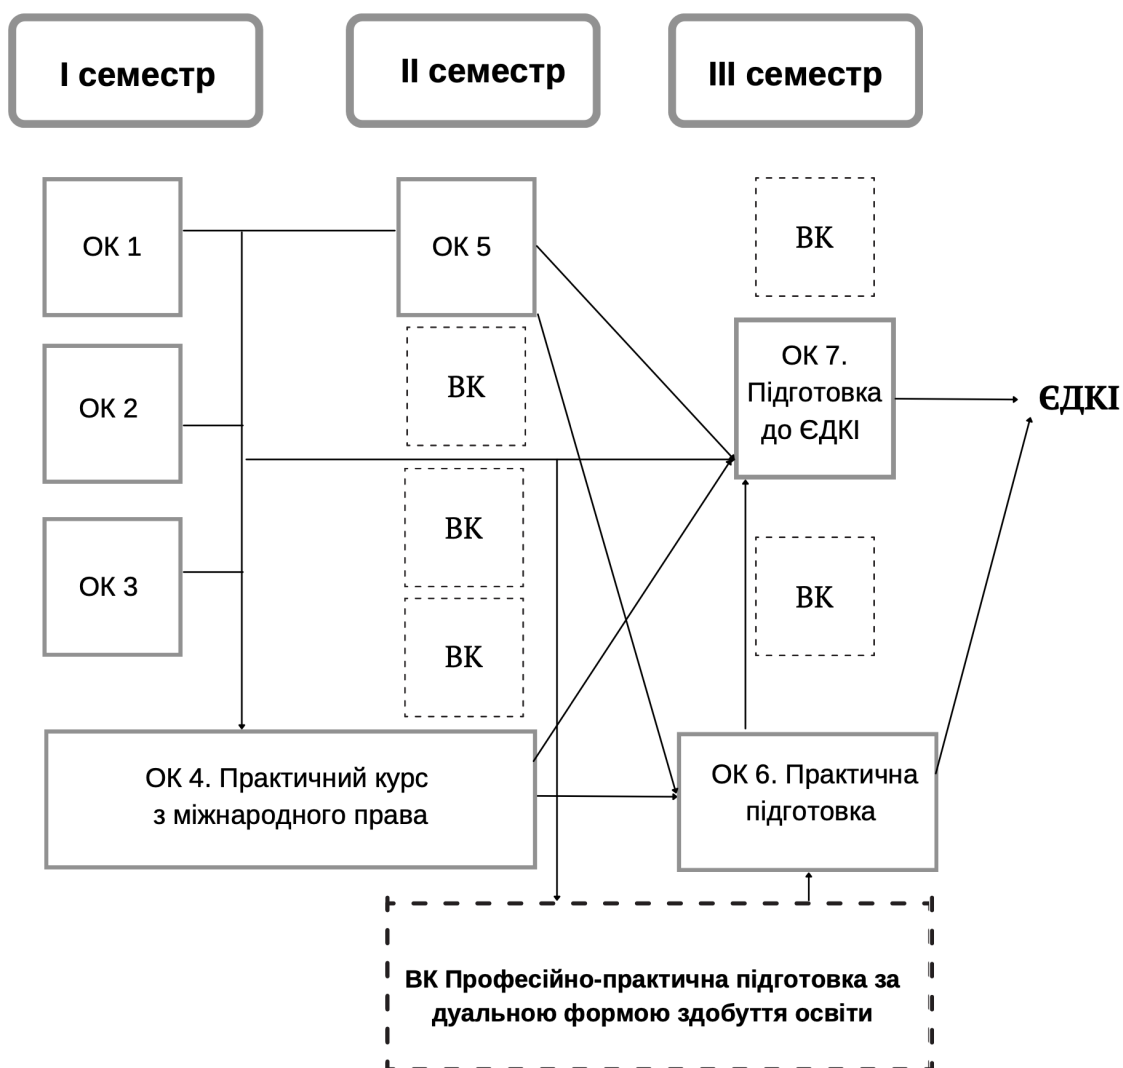 I семестр
II семестр
III семестр
ОК 1
ОК 5
ВК
ОК 2
ВК
ОК 7.
Підготовка
до ЄДКІ
ЄДКІ
ОК 3
ВК
ВК
ВК
ОК 4. Практичний курс
з міжнародного права
ОК 6. Практична
підготовка
ВК Професійно-практична підготовка за
дуальною формою здобуття освіти